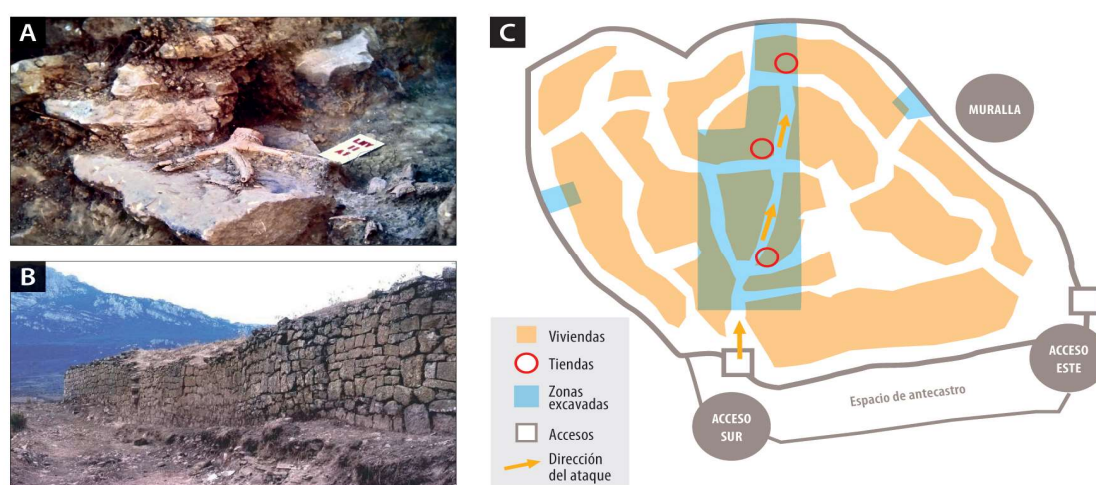 A
B
C
MURALLA
ACCESO
ESTE
Espacio de antecastro
ACCESO
SUR
Viviendas
Tiendas
Zonas
excavadas
Accesos
Dirección
del ataque